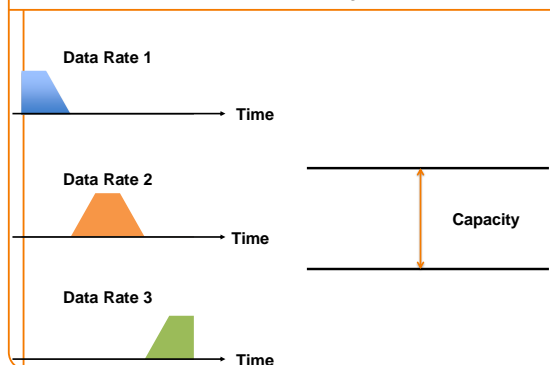 Data Rate 1
Time
Data Rate 2
Time
Capacity
Data Rate 3
Time